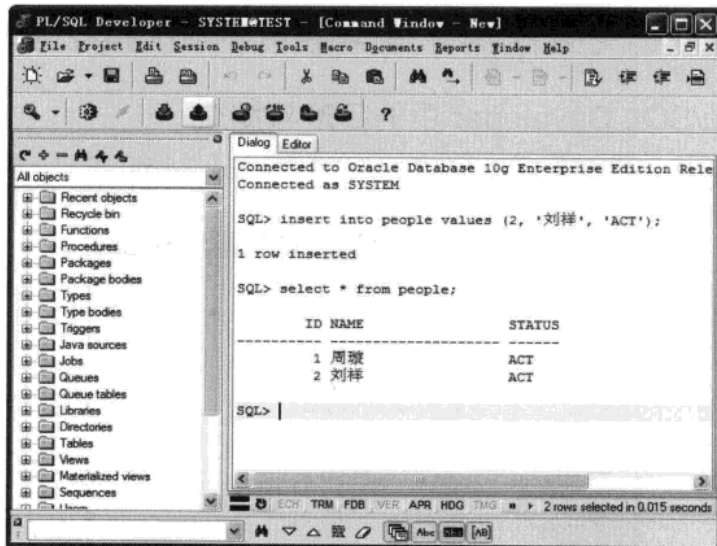 PL/SQL Developer - SYSTEM@TEST - [Command Window - New]
File Project Edit Session Debug Tools Macro Documents Reports Window Help
Dialog Editor
All objects
Recent objects
Recycle bin
Functions
Procedures
Packages
Package bodies
Types
Type bodies
Triggers
Java sources
Jobs
Queues
Queue tables
Libraries
Directories
Tables
Views
Materialized views
Sequences
Connected to Oracle Database 10g Enterprise Edition Rele
Connected as SYSTEM
SQL> insert into people values (2, '刘祥', 'ACT');
1 row inserted
SQL> select * from people;
ID NAME STATUS
---------- -------------------- ------
1 周璇 ACT
2 刘祥 ACT
SQL>
ECH TRM FDB VER APR HDG TMG 2 rows selected in 0.015 seconds
Abc [AB]